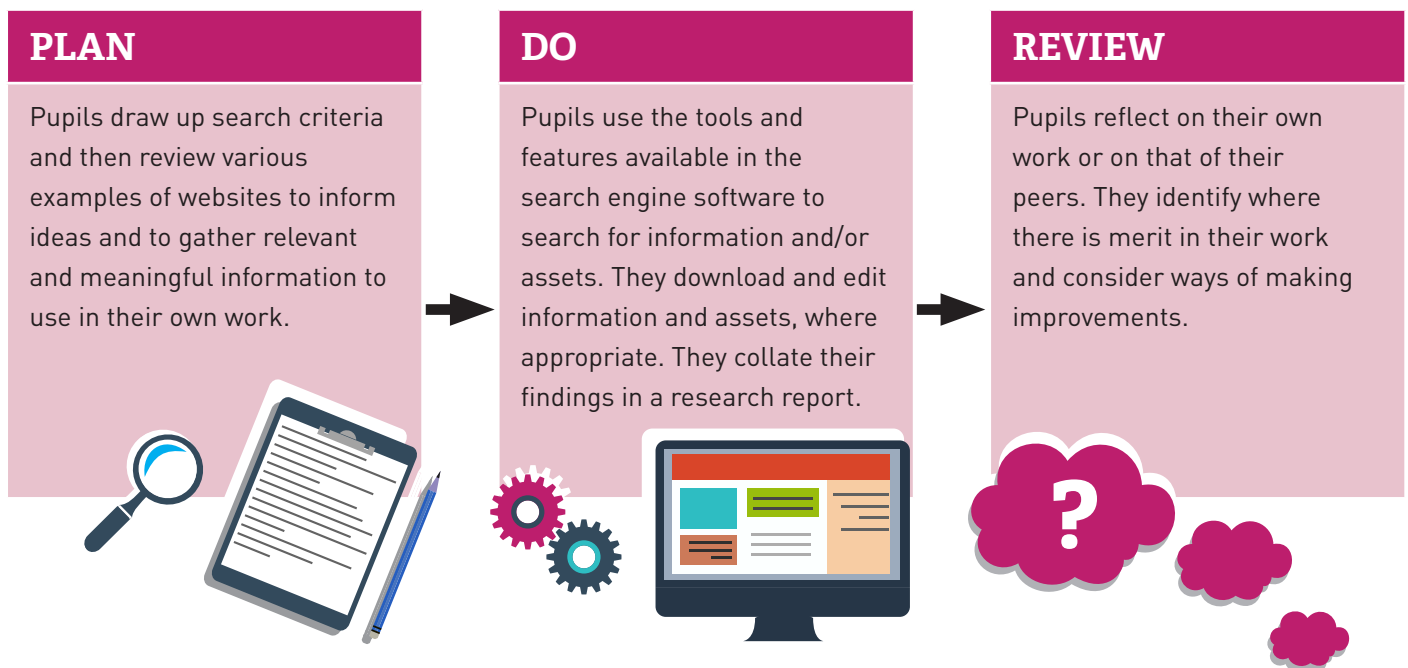 PLAN
Pupils draw up search criteria
and then review various
examples of websites to inform
ideas and to gather relevant
and meaningful information to
use in their own work.
DO
Pupils use the tools and
features available in the
search engine software to
search for information and/or
assets. They download and edit
information and assets, where
appropriate. They collate their
findings in a research report.
REVIEW
Pupils reflect on their own
work or on that of their
peers. They identify where
there is merit in their work
and consider ways of making
improvements.
?